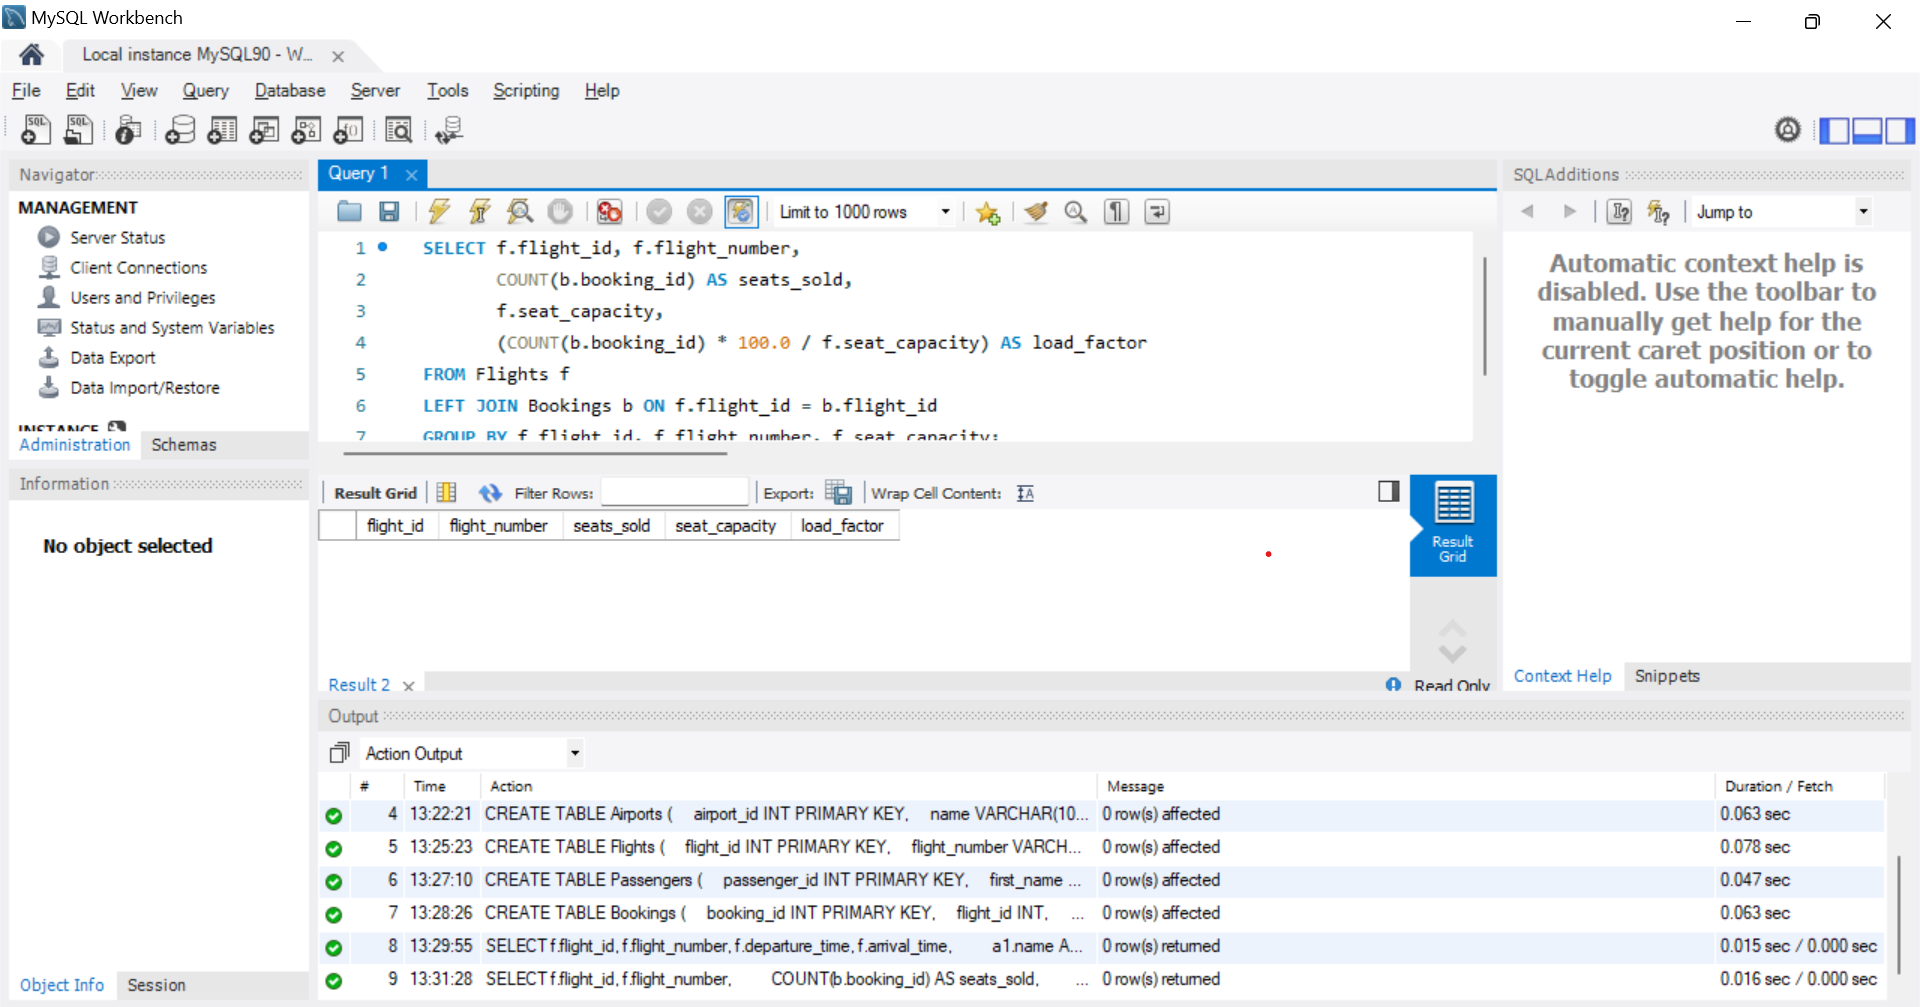 MySQL Workbench
Local instance MySQL90 - W...
File Edit View Query Database Server Tools Scripting Help
Navigator
MANAGEMENT
Server Status
Client Connections
Users and Privileges
Status and System Variables
Data Export
Data Import/Restore
INSTANCE
Administration Schemas
Information
No object selected
Object Info Session
Query 1
Limit to 1000 rows
1 SELECT f.flight_id, f.flight_number,
2 COUNT(b.booking_id) AS seats_sold,
3 f.seat_capacity,
4 (COUNT(b.booking_id) * 100.0 / f.seat_capacity) AS load_factor
5 FROM Flights f
6 LEFT JOIN Bookings b ON f.flight_id = b.flight_id
7 GROUP BY f.flight_id, f.flight_number, f.seat_capacity;
Result Grid Filter Rows: Export: Wrap Cell Content:
flight_id flight_number seats_sold seat_capacity load_factor
Result
Grid
Result 2
Read Only
SQLAdditions
Jump to
Automatic context help is
disabled. Use the toolbar to
manually get help for the
current caret position or to
toggle automatic help.
Context Help Snippets
Output
Action Output
# Time Action Message Duration / Fetch
4 13:22:21 CREATE TABLE Airports ( airport_id INT PRIMARY KEY, name VARCHAR(10... 0 row(s) affected 0.063 sec
5 13:25:23 CREATE TABLE Flights ( flight_id INT PRIMARY KEY, flight_number VARCH... 0 row(s) affected 0.078 sec
6 13:27:10 CREATE TABLE Passengers ( passenger_id INT PRIMARY KEY, first_name ... 0 row(s) affected 0.047 sec
7 13:28:26 CREATE TABLE Bookings ( booking_id INT PRIMARY KEY, flight_id INT, ... 0 row(s) affected 0.063 sec
8 13:29:55 SELECT f.flight_id, f.flight_number, f.departure_time, f.arrival_time, a1.name A... 0 row(s) returned 0.015 sec / 0.000 sec
9 13:31:28 SELECT f.flight_id, f.flight_number, COUNT(b.booking_id) AS seats_sold, ... 0 row(s) returned 0.016 sec / 0.000 sec